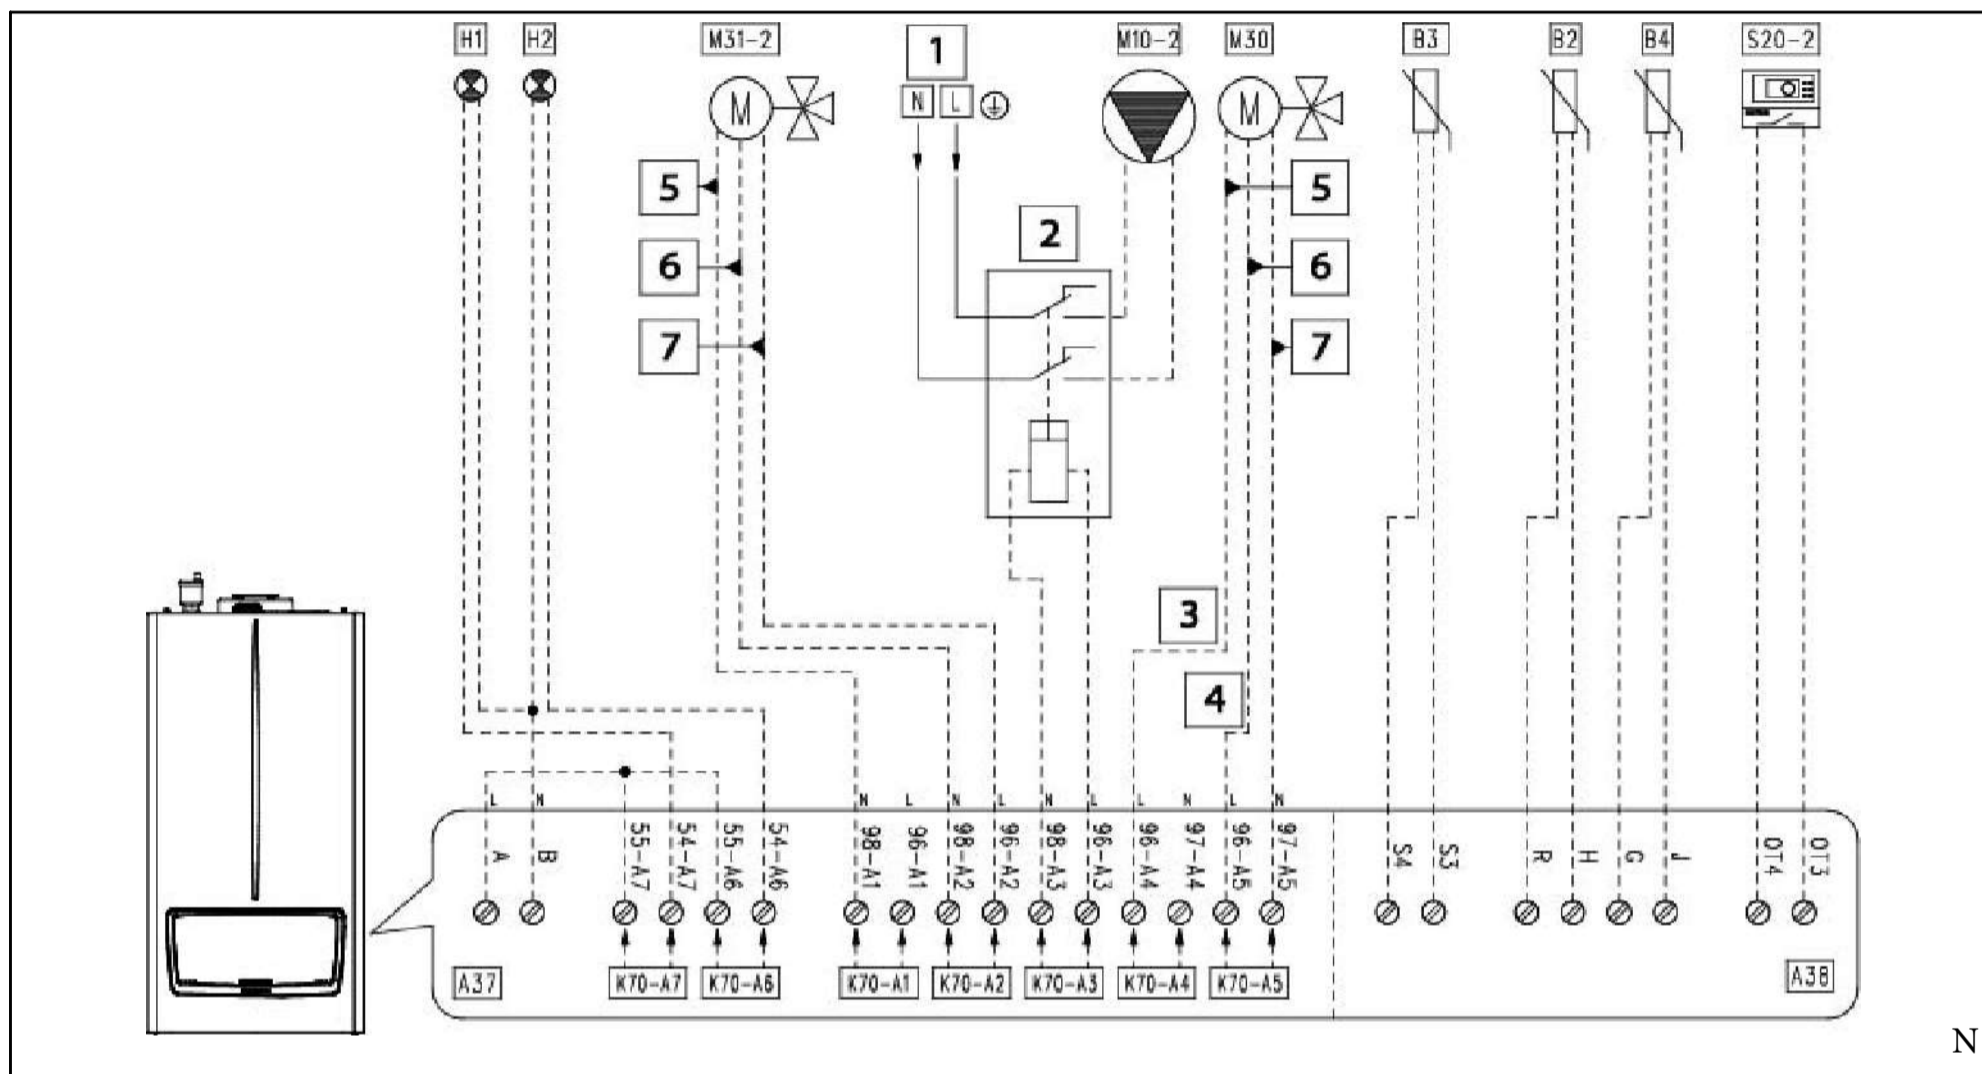 H1 H2 M31-2 1 M10-2 M30 B3 B2 B4 S20-2
N L
M M
5 5
2
6 6
7 7
3
4
L N N L N L N L L N L N
A B 55-A7 54-A7 55-A6 54-A6 98-A1 96-A1 98-A2 96-A2 98-A3 96-A3 96-A4 97-A4 96-A5 97-A5 S4 S3 R H G J OT4 OT3
A37 K70-A7 K70-A6 K70-A1 K70-A2 K70-A3 K70-A4 K70-A5 A38
N